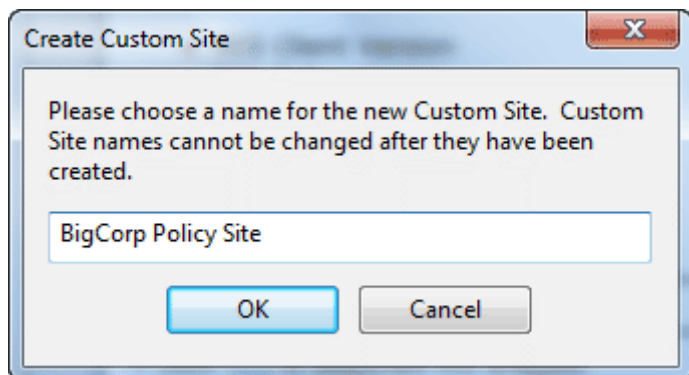 Create Custom Site
Please choose a name for the new Custom Site.  Custom
Site names cannot be changed after they have been
created.
BigCorp Policy Site
OK
Cancel